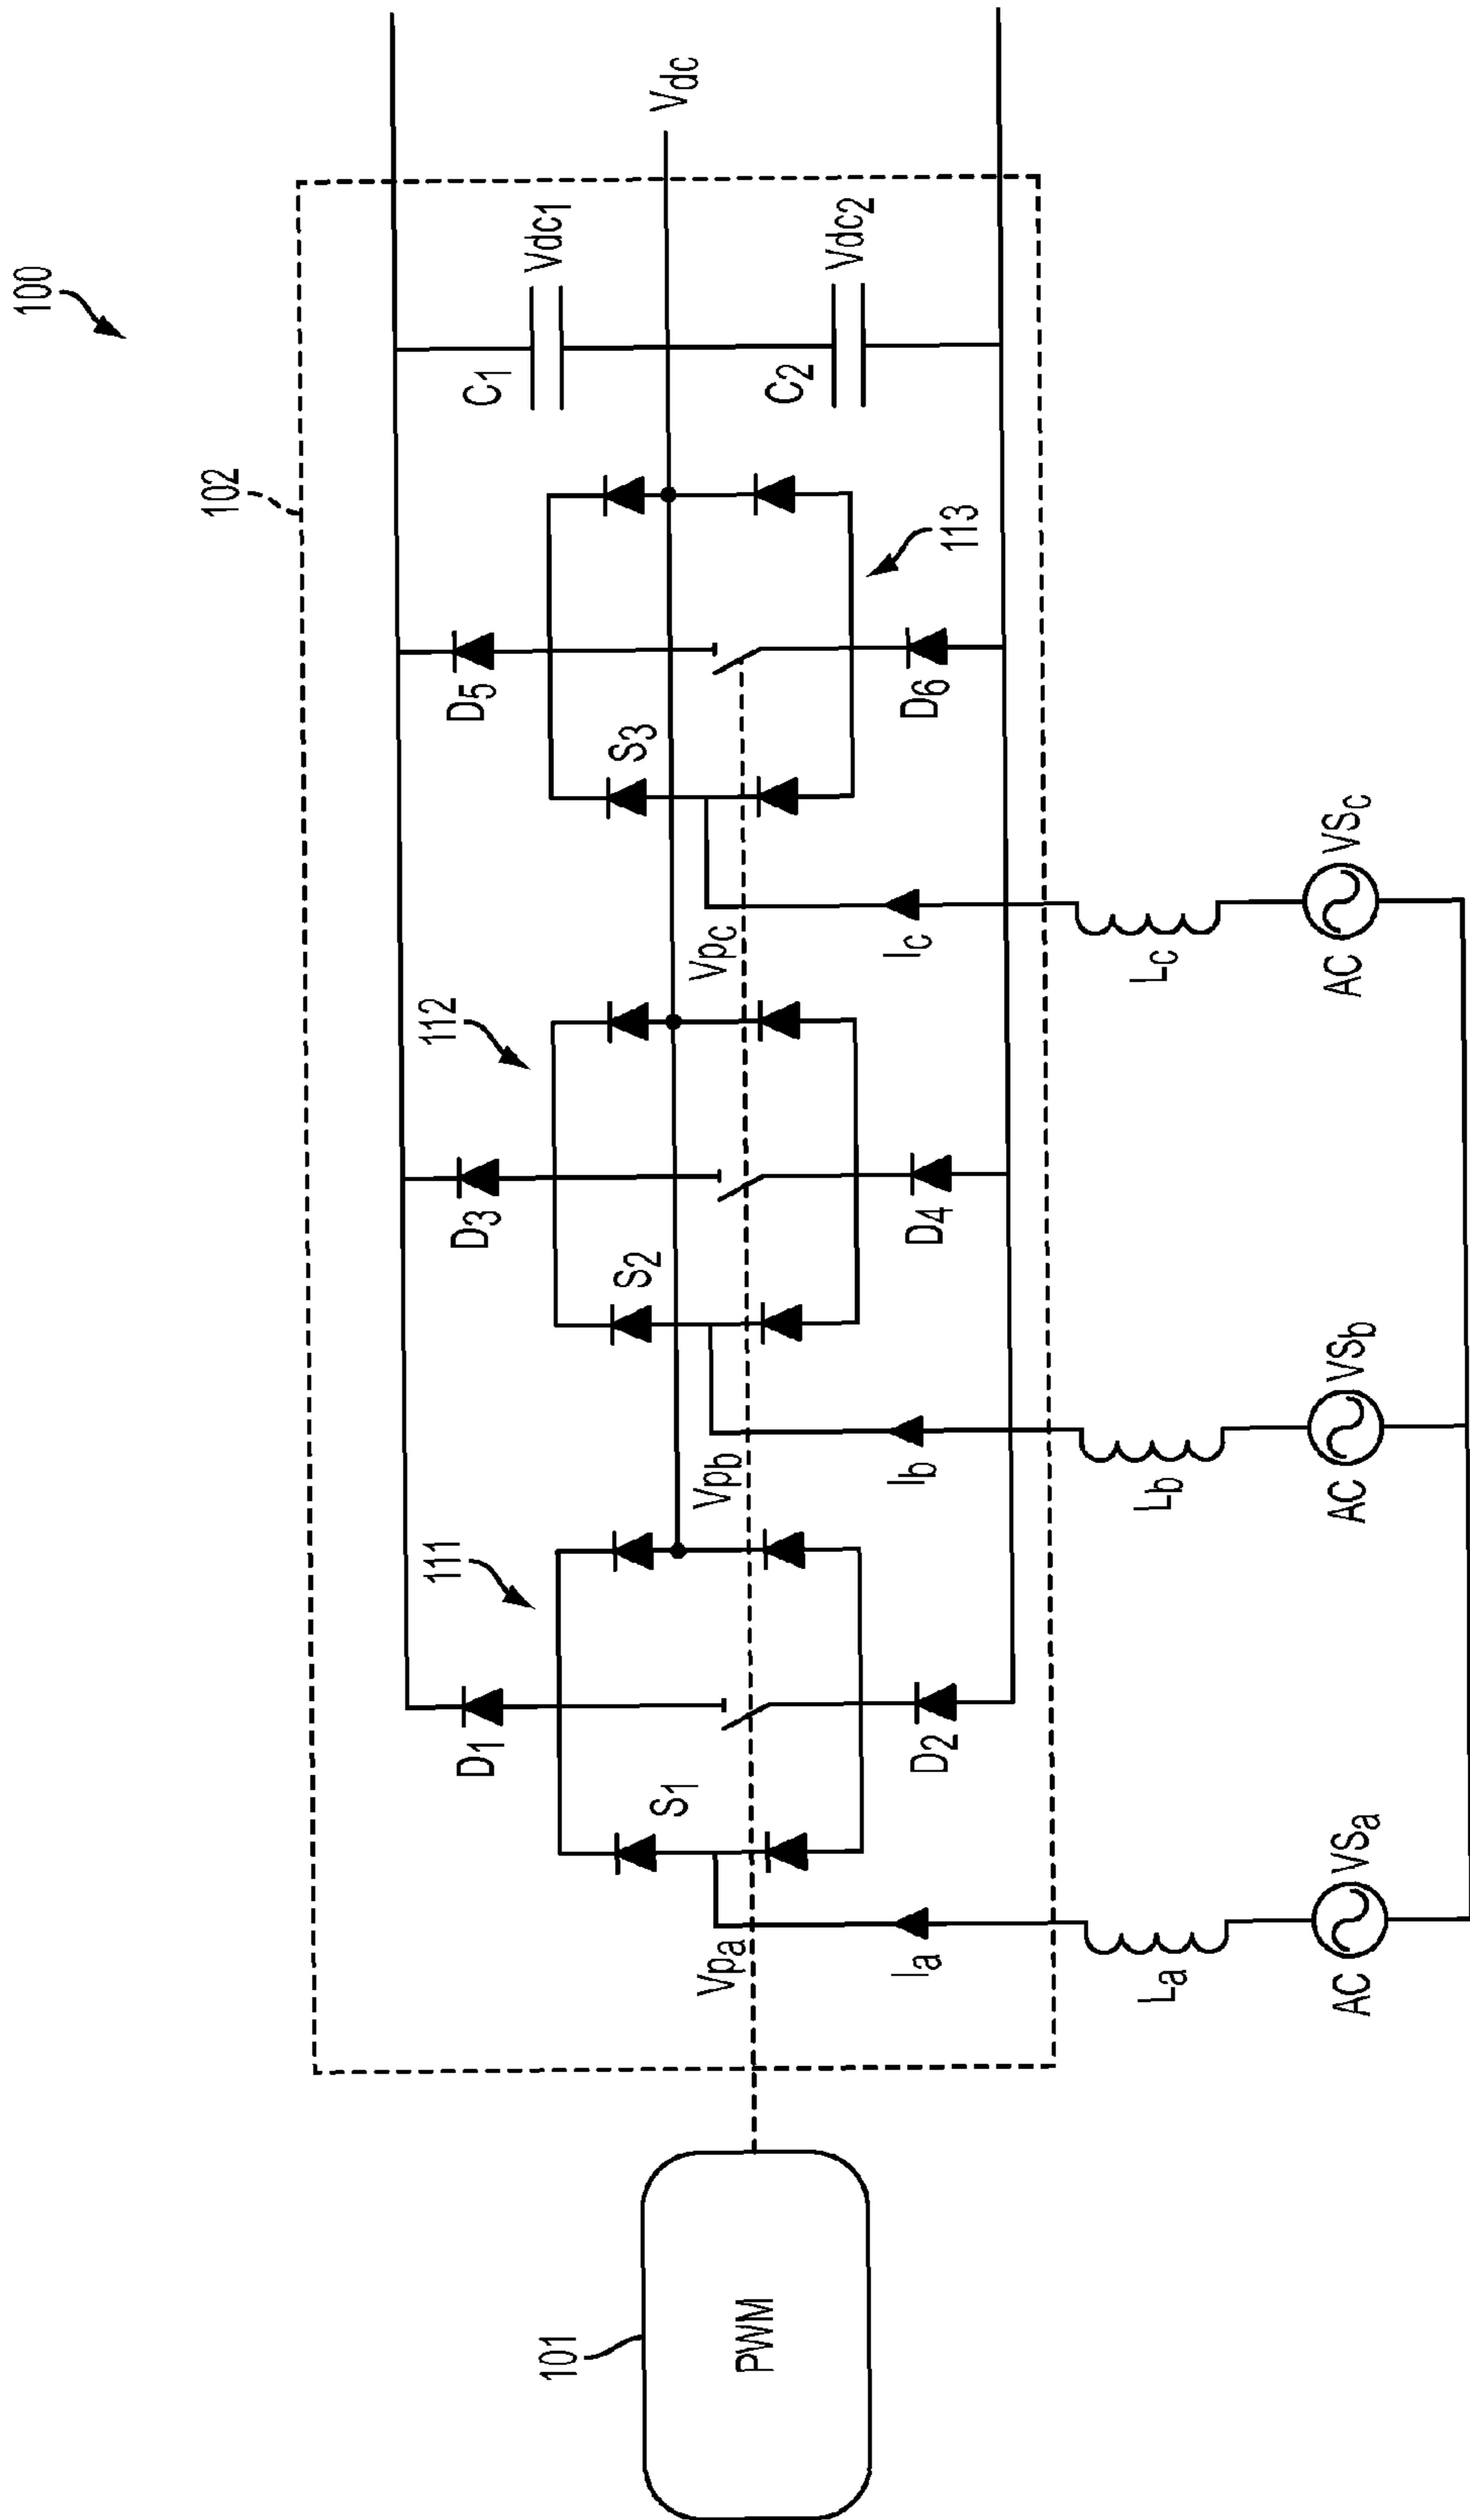 100
102
101
PWM
111
112
113
D1
D3
D5
C1
Vdc1
Vdc
S1
S2
S3
C2
Vdc2
Vpa
Vpb
Vpc
D2
D4
D6
Ia
Ib
Ic
La
Lb
Lc
AC VSa
AC VSb
AC VSc